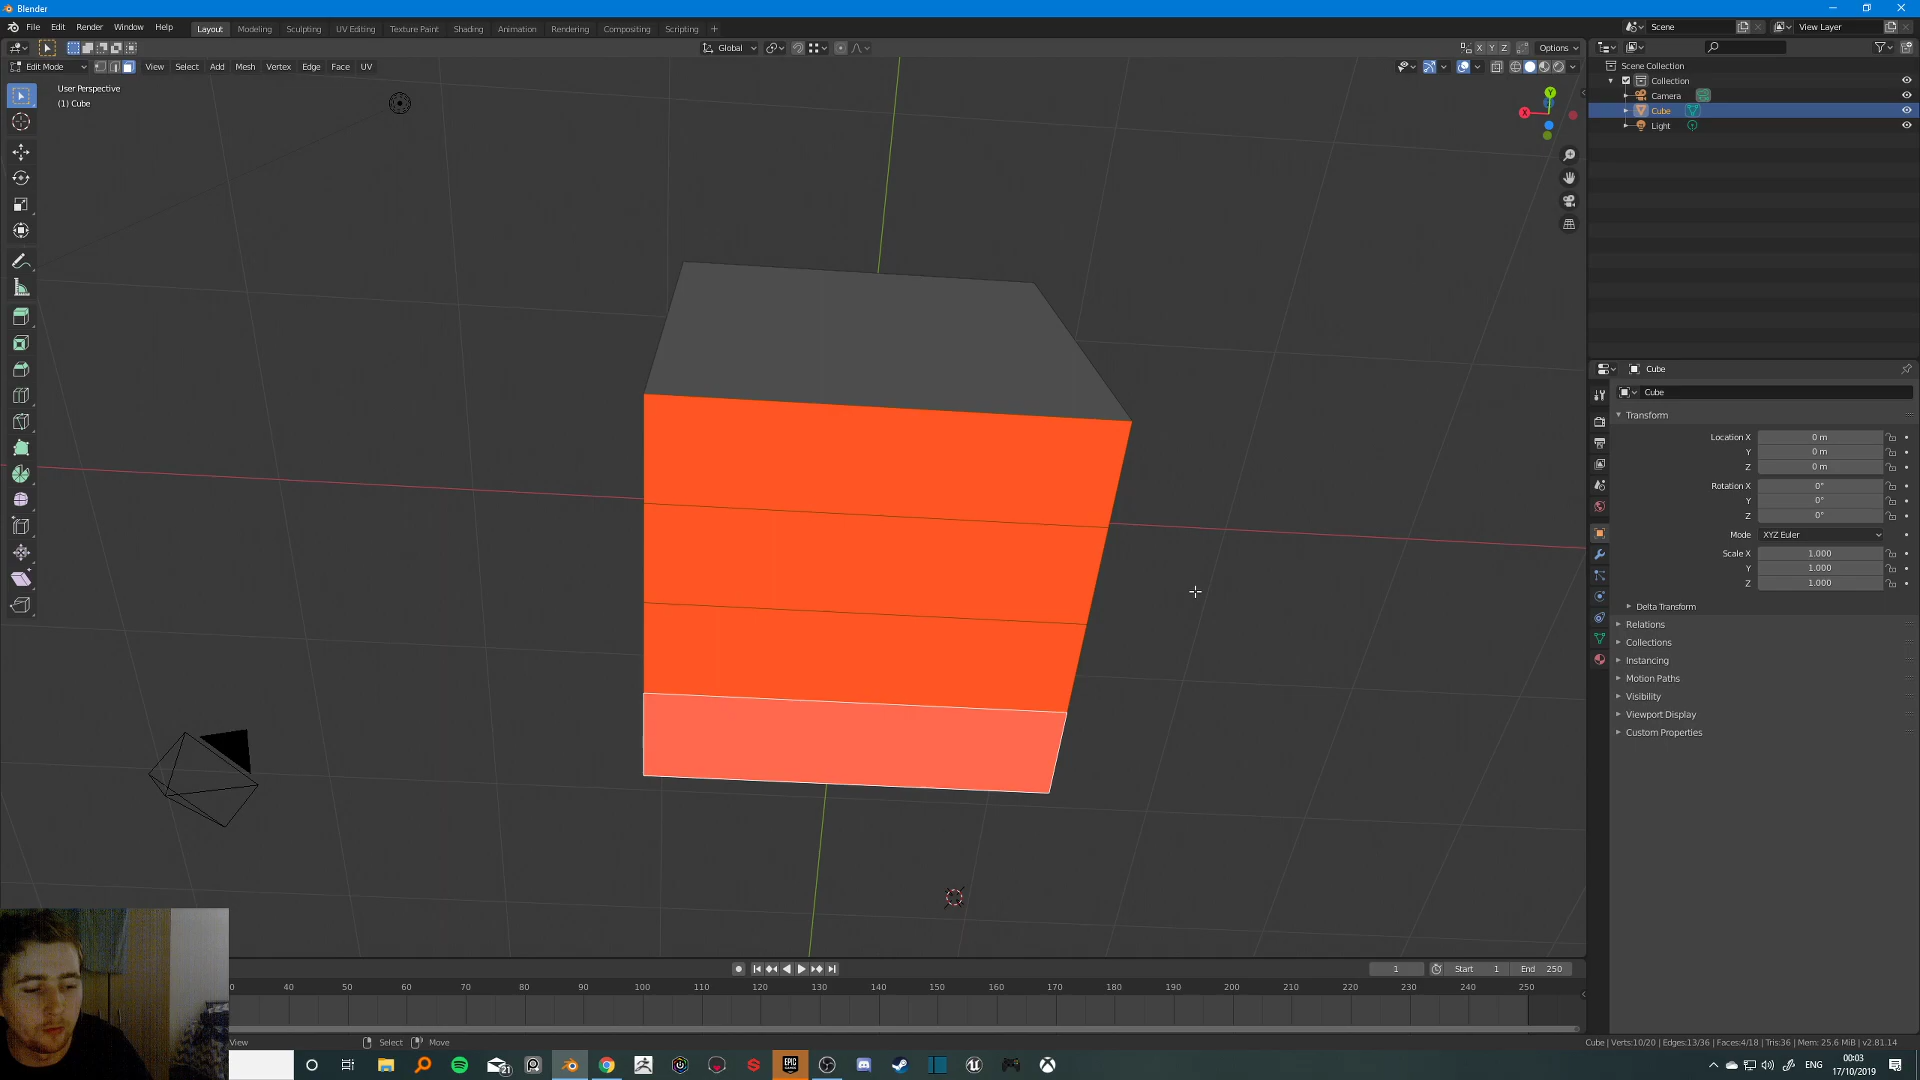 Blender
File Edit Render Window Help
Layout Modeling Sculpting UV Editing Texture Paint Shading Animation Rendering Compositing Scripting +
Scene
View Layer
Global
X Y Z
Options
Edit Mode
View Select Add Mesh Vertex Edge Face UV
User Perspective
(1) Cube
Y
X
Scene Collection
Collection
Camera
Cube
Light
Cube
Cube
Transform
Location X 0 m
Y 0 m
Z 0 m
Rotation X 0°
Y 0°
Z 0°
Mode XYZ Euler
Scale X 1.000
Y 1.000
Z 1.000
Delta Transform
Relations
Collections
Instancing
Motion Paths
Visibility
Viewport Display
Custom Properties
1 Start 1 End 250
40 50 60 70 80 90 100 110 120 130 140 150 160 170 180 190 200 210 220 230 240 250
View Select Move
Cube | Verts:10/20 | Edges:13/36 | Faces:4/18 | Tris:36 | Mem: 25.6 MiB | v2.81.14
21
EPIC GAMES
ENG
00:03
17/10/2019